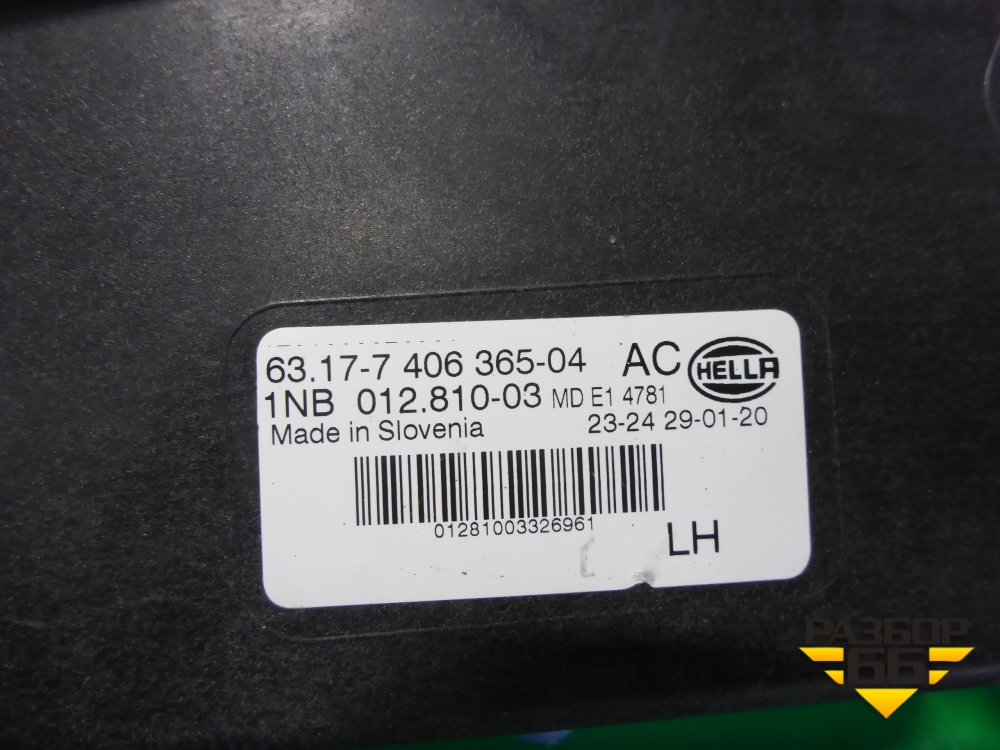 63.17-7 406 365-04 AC HELLA
1NB 012.810-03 MD E1 4781
Made in Slovenia 23-24 29-01-20
01281003326961
LH
РАЗБОР
66